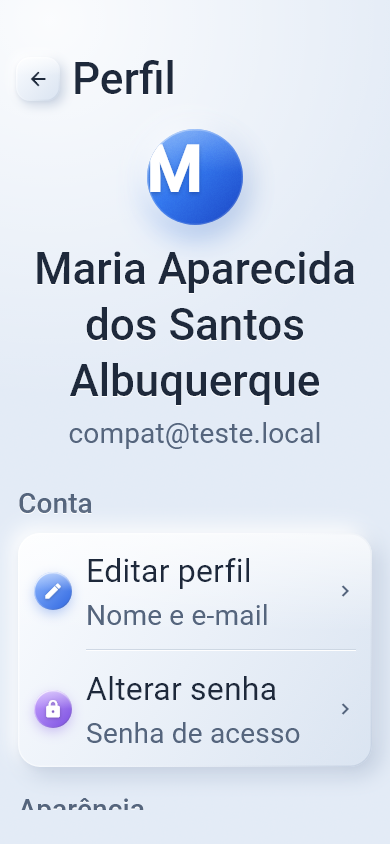 Perfil
M
Maria Aparecida
dos Santos
Albuquerque
compat@teste.local
Conta
Editar perfil
Nome e e-mail
Alterar senha
Senha de acesso
Aparência